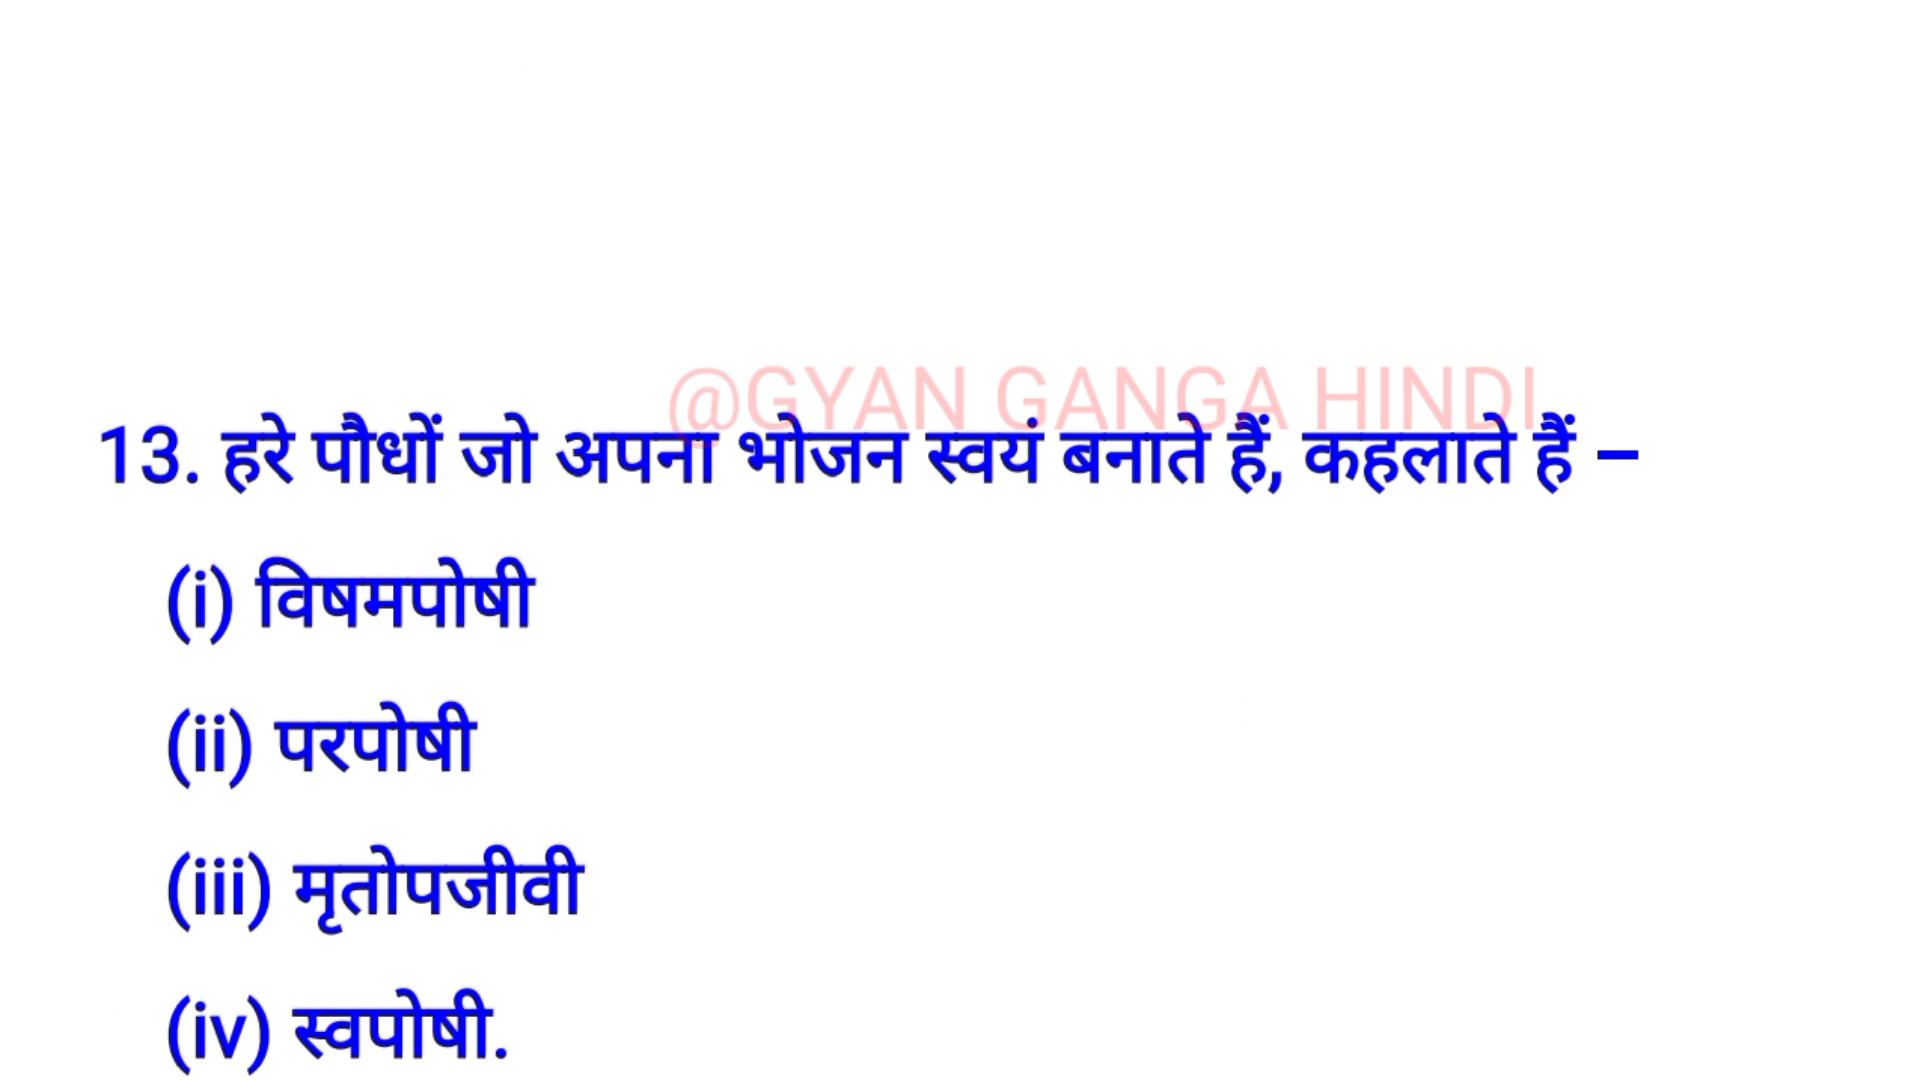 @GYAN GANGA HINDI
13. हरे पौधों जो अपना भोजन स्वयं बनाते हैं, कहलाते हैं –
(i) विषमपोषी
(ii) परपोषी
(iii) मृतोपजीवी
(iv) स्वपोषी.